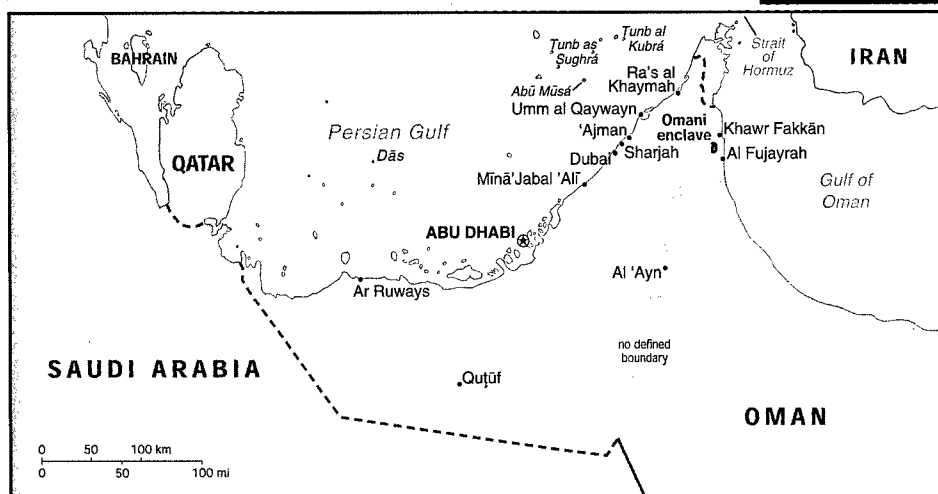 BAHRAIN
QATAR
Persian Gulf
Dās
Ţunb aş
Şughrá
Ţunb al
Kubrá
Abū Mūsá
Strait
of
Hormuz
IRAN
Ra's al
Khaymah
Umm al Qaywayn
'Ajman
Dubai
Sharjah
Mīnā'Jabal 'Alī
Omani
enclave
Khawr Fakkān
Al Fujayrah
Gulf of
Oman
ABU DHABI
Ar Ruways
Al 'Ayn
no defined
boundary
SAUDI ARABIA
Quţūf
OMAN
0 50 100 km
0 50 100 mi